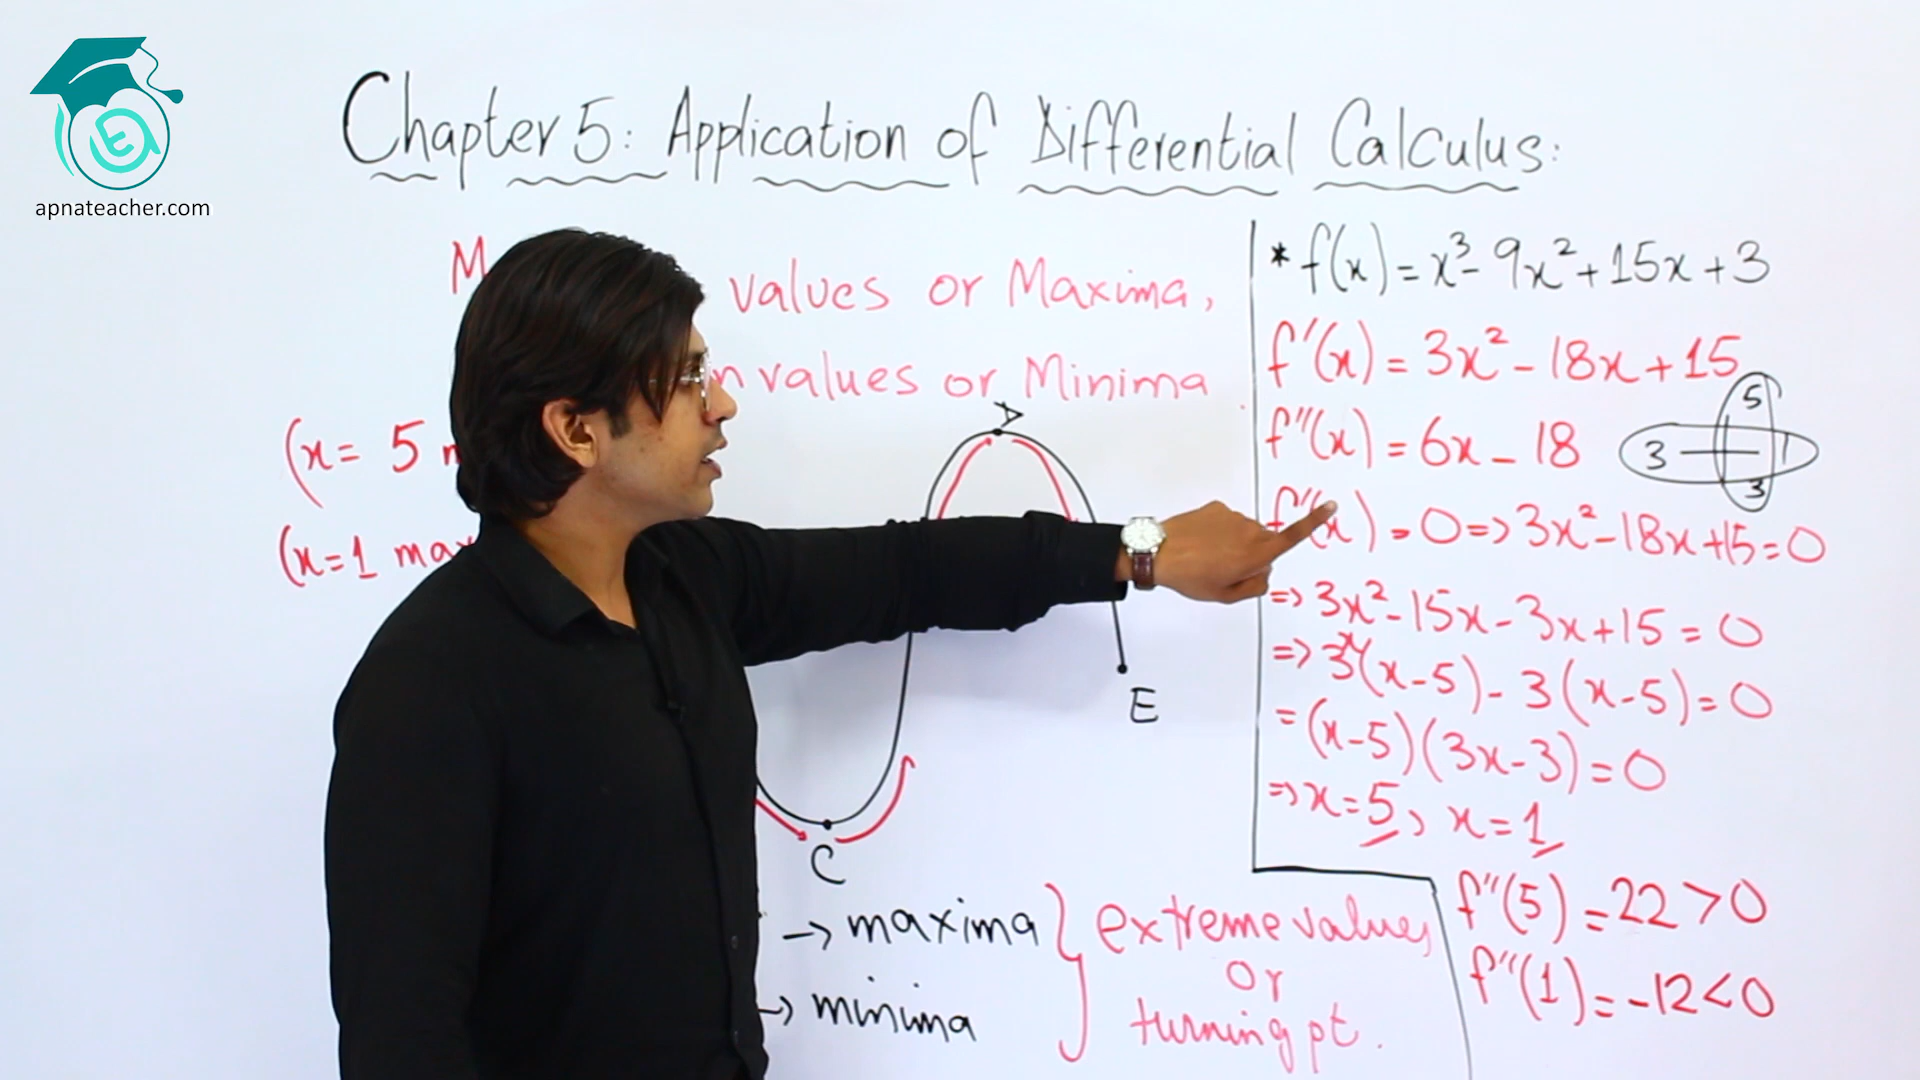 apnateacher.com
Chapter 5: Application of Differential Calculus:
values or Maxima,
values or Minima
(x= 5
(x=1
A
C
E
→ maxima
→ minima
extreme values
or
turning pt.
* f(x) = x³- 9x²+15x+3
f'(x) = 3x² - 18x + 15
f''(x) = 6x - 18
5
3 — 1
3
(x) = 0 => 3x²-18x+15=0
=> 3x²-15x-3x+15 = 0
=> 3x(x-5) - 3(x-5) = 0
= (x-5)(3x-3) = 0
=> x=5, x=1
f''(5) = 22 > 0
f''(1) = -12 < 0